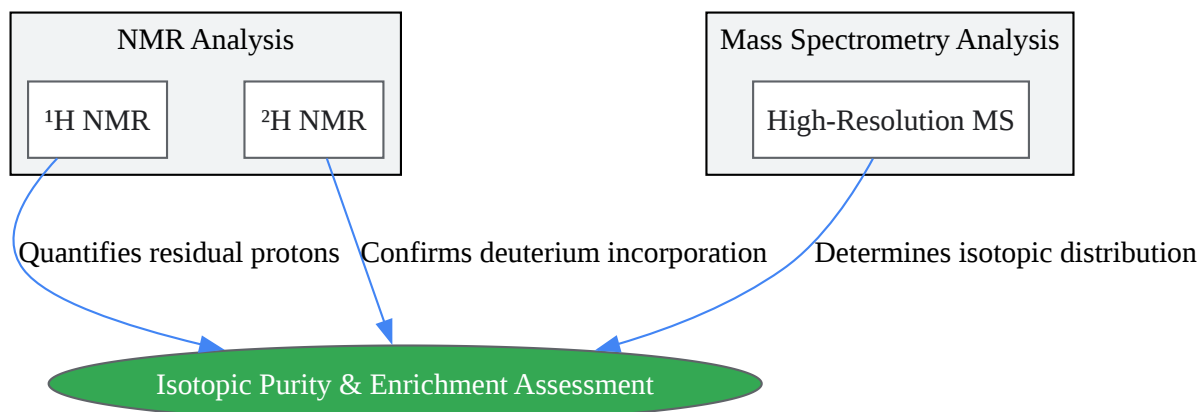 NMR Analysis
Mass Spectrometry Analysis
¹H NMR
²H NMR
High-Resolution MS
Quantifies residual protons
Confirms deuterium incorporation
Determines isotopic distribution
Isotopic Purity & Enrichment Assessment